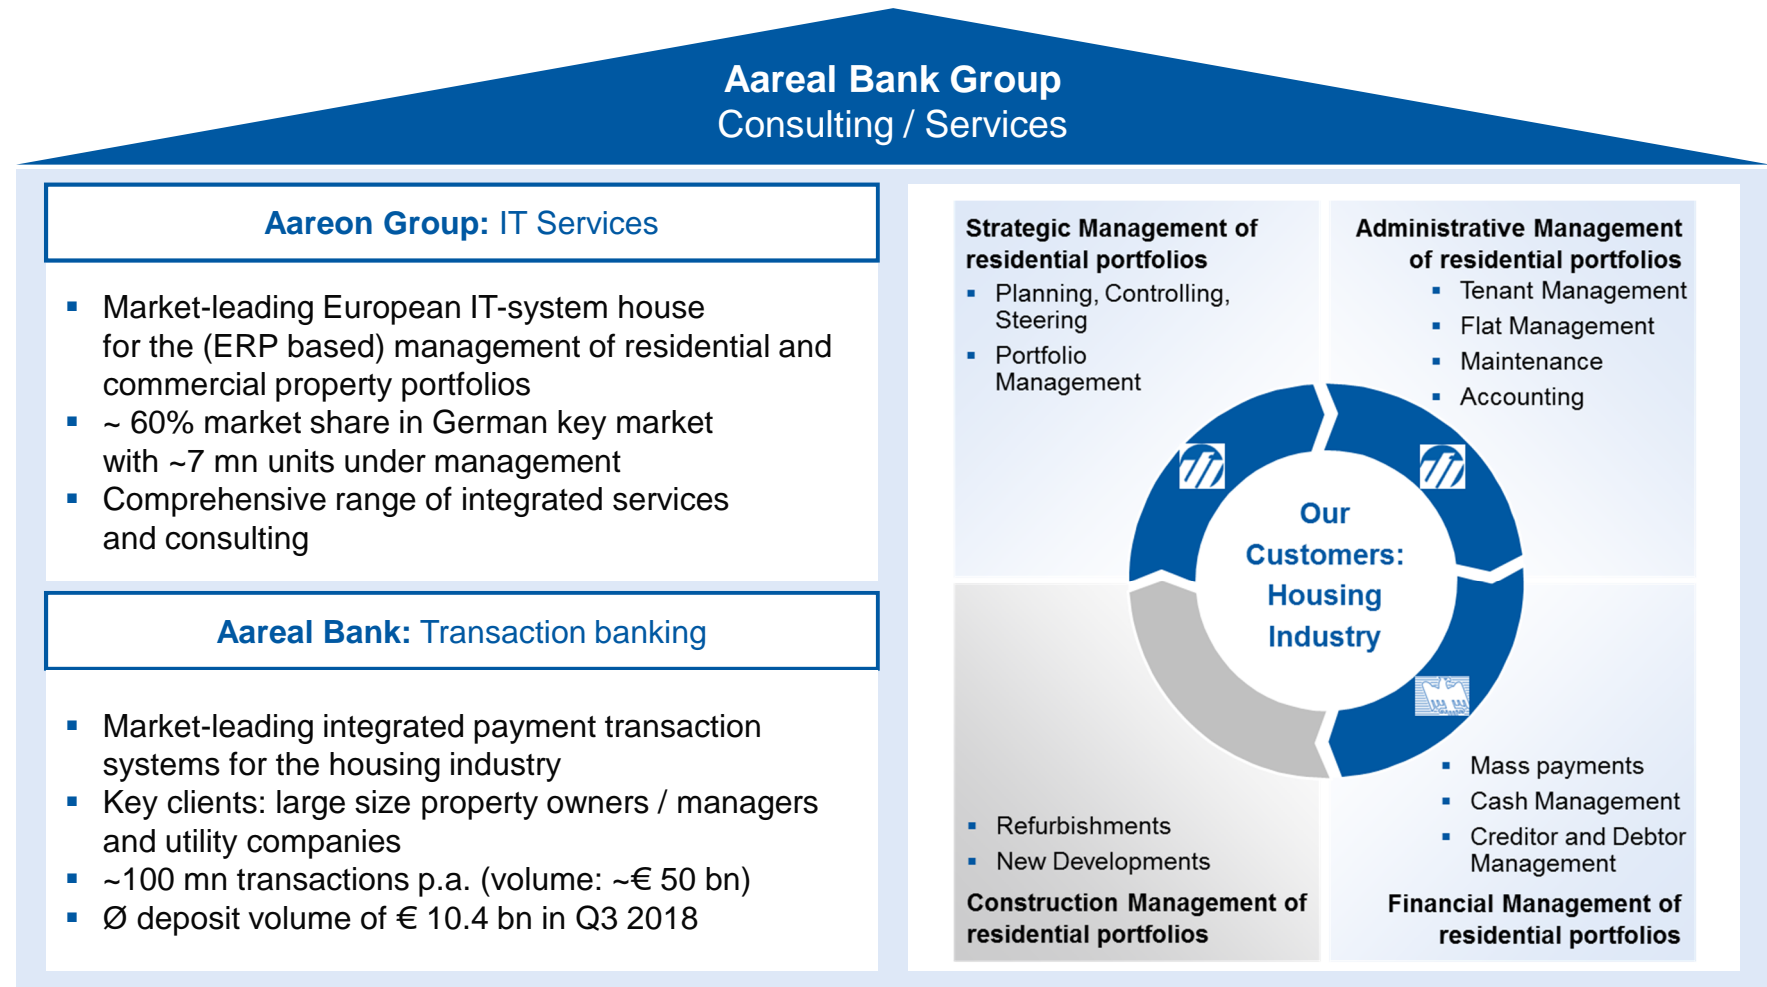 Aareal Bank Group
Consulting / Services
Aareon Group: IT Services
▪ Market-leading European IT-system house
for the (ERP based) management of residential and
commercial property portfolios
▪ ~ 60% market share in German key market
with ~7 mn units under management
▪ Comprehensive range of integrated services
and consulting
Aareal Bank: Transaction banking
▪ Market-leading integrated payment transaction
systems for the housing industry
▪ Key clients: large size property owners / managers
and utility companies
▪ ~100 mn transactions p.a. (volume: ~€ 50 bn)
▪ Ø deposit volume of € 10.4 bn in Q3 2018
Strategic Management of
residential portfolios
▪ Planning, Controlling,
Steering
▪ Portfolio
Management
Administrative Management
of residential portfolios
▪ Tenant Management
▪ Flat Management
▪ Maintenance
▪ Accounting
Our
Customers:
Housing
Industry
▪ Refurbishments
▪ New Developments
Construction Management of
residential portfolios
▪ Mass payments
▪ Cash Management
▪ Creditor and Debtor
Management
Financial Management of
residential portfolios